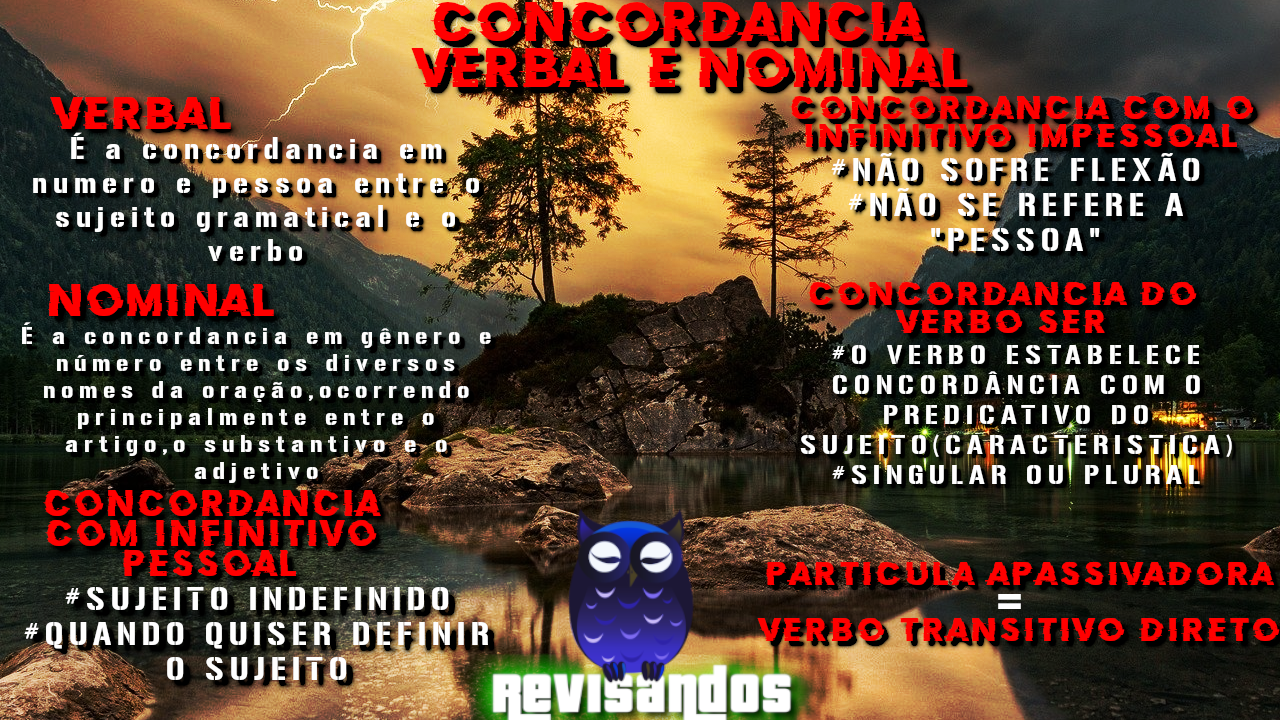 CONCORDANCIA
VERBAL E NOMINAL
VERBAL
É a concordancia em
numero e pessoa entre o
sujeito gramatical e o
verbo
NOMINAL
É a concordancia em gênero e
número entre os diversos
nomes da oração,ocorrendo
principalmente entre o
artigo,o substantivo e o
adjetivo
CONCORDANCIA
COM INFINITIVO
PESSOAL
#SUJEITO INDEFINIDO
#QUANDO QUISER DEFINIR
O SUJEITO
CONCORDANCIA COM O
INFINITIVO IMPESSOAL
#NÃO SOFRE FLEXÃO
#NÃO SE REFERE A
"PESSOA"
CONCORDANCIA DO
VERBO SER
#O VERBO ESTABELECE
CONCORDÂNCIA COM O
PREDICATIVO DO
SUJEITO(CARACTERISTICA)
#SINGULAR OU PLURAL
PARTICULA APASSIVADORA
=
VERBO TRANSITIVO DIRETO
REVISANDOS